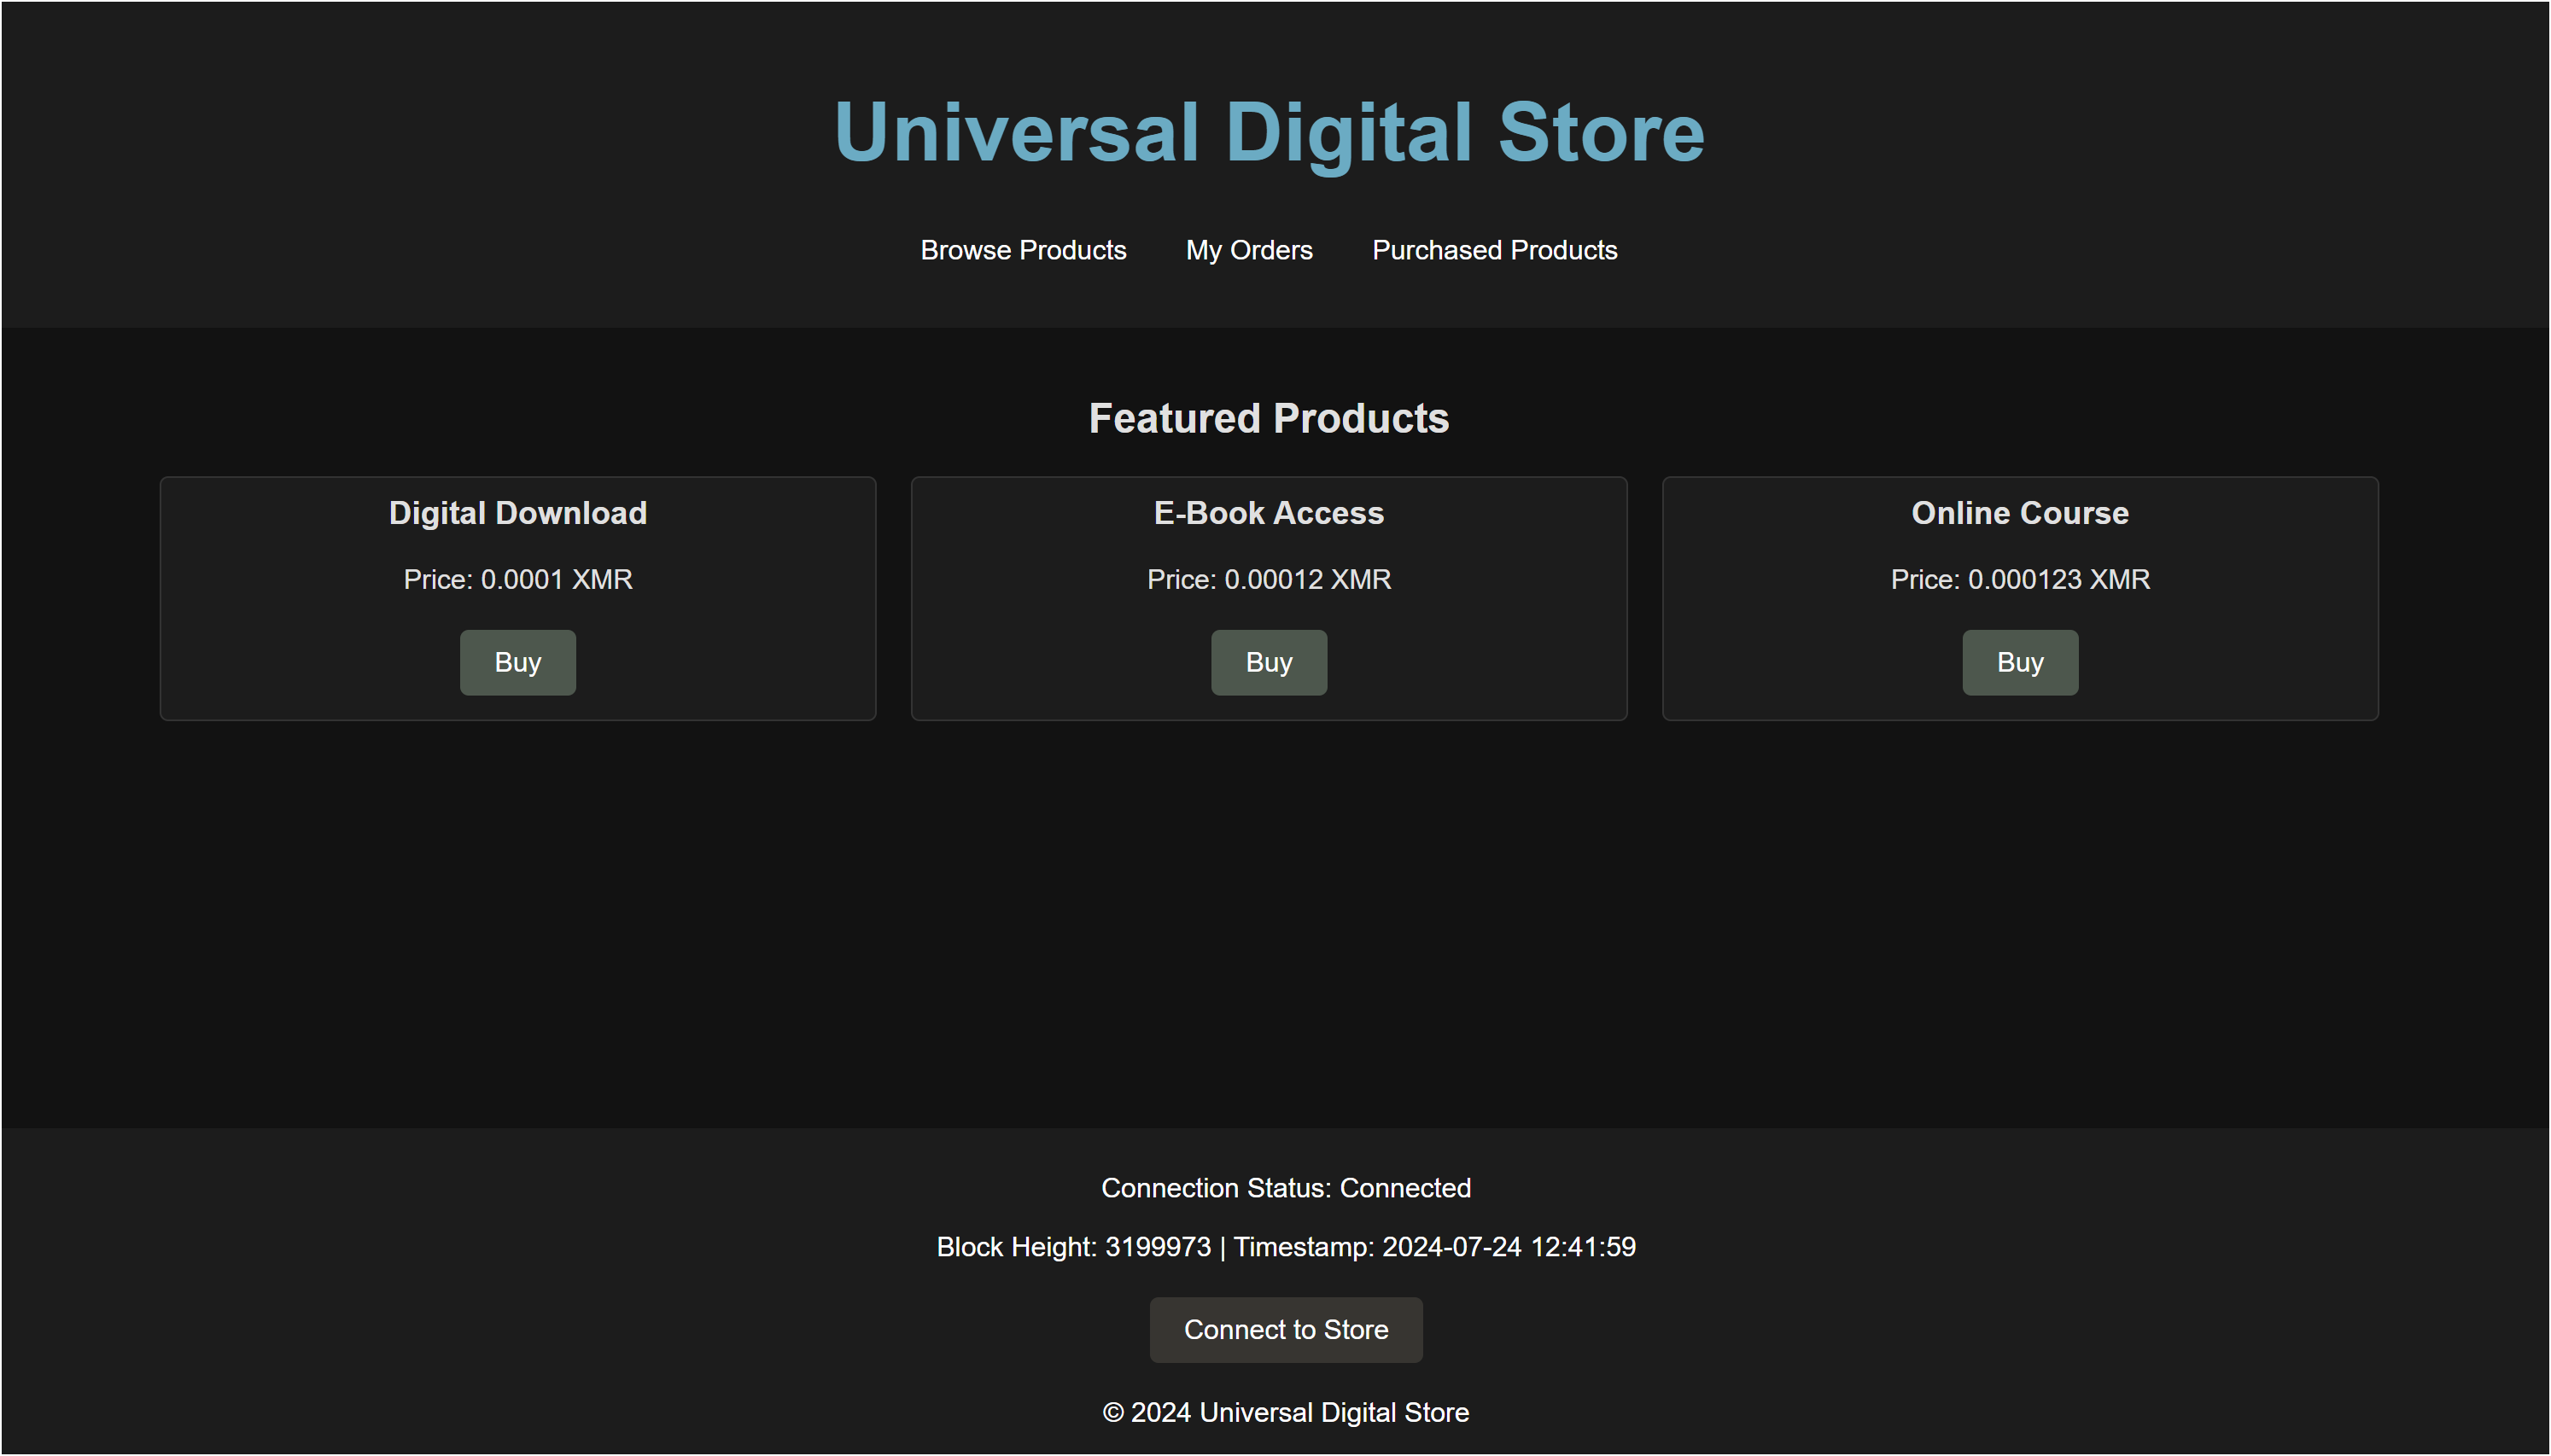 Universal Digital Store
Browse Products My Orders Purchased Products
Featured Products
Digital Download
Price: 0.0001 XMR
Buy
E-Book Access
Price: 0.00012 XMR
Buy
Online Course
Price: 0.000123 XMR
Buy
Connection Status: Connected
Block Height: 3199973 | Timestamp: 2024-07-24 12:41:59
Connect to Store
© 2024 Universal Digital Store